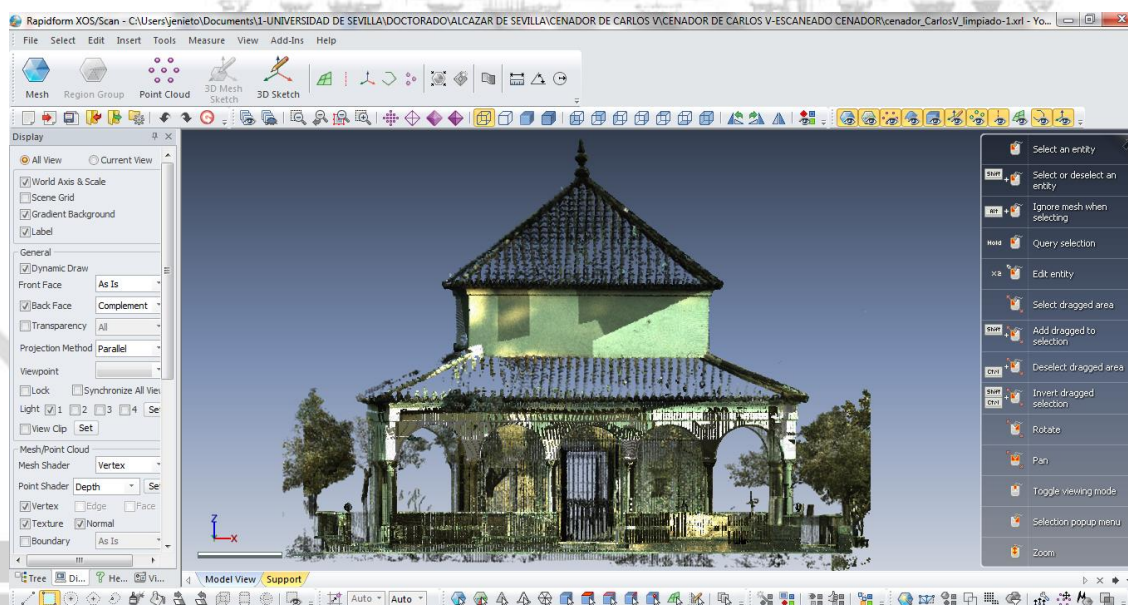 Rapidform XOS/Scan - C:\Users\jenieto\Documents\1-UNIVERSIDAD DE SEVILLA\DOCTORADO\ALCAZAR DE SEVILLA\CENADOR DE CARLOS V\CENADOR DE CARLOS V-ESCANEADO CENADOR\cenador_CarlosV_limpiado-1.xrl - Yo...
File Select Edit Insert Tools Measure View Add-Ins Help
Mesh
Region Group
Point Cloud
3D Mesh Sketch
3D Sketch
Display
All View Current View
World Axis & Scale
Scene Grid
Gradient Background
Label
General
Dynamic Draw
Front Face As Is
Back Face Complement
Transparency All
Projection Method Parallel
Viewpoint
Lock Synchronize All Viev
Light 1 2 3 4 Se
View Clip Set
Mesh/Point Cloud
Mesh Shader Vertex
Point Shader Depth Se
Vertex Edge Face
Texture Normal
Boundary As Is
Tree Di... He... Vi...
Z
X
Model View Support
Auto Auto
Select an entity
Shift + Select or deselect an
entity
Alt + Ignore mesh when
selecting
Hold Query selection
x2 Edit entity
Select dragged area
Shift + Add dragged to
selection
Ctrl + Deselect dragged area
Shift Ctrl + Invert dragged
selection
Rotate
Pan
Toggle viewing mode
Selection popup menu
Zoom